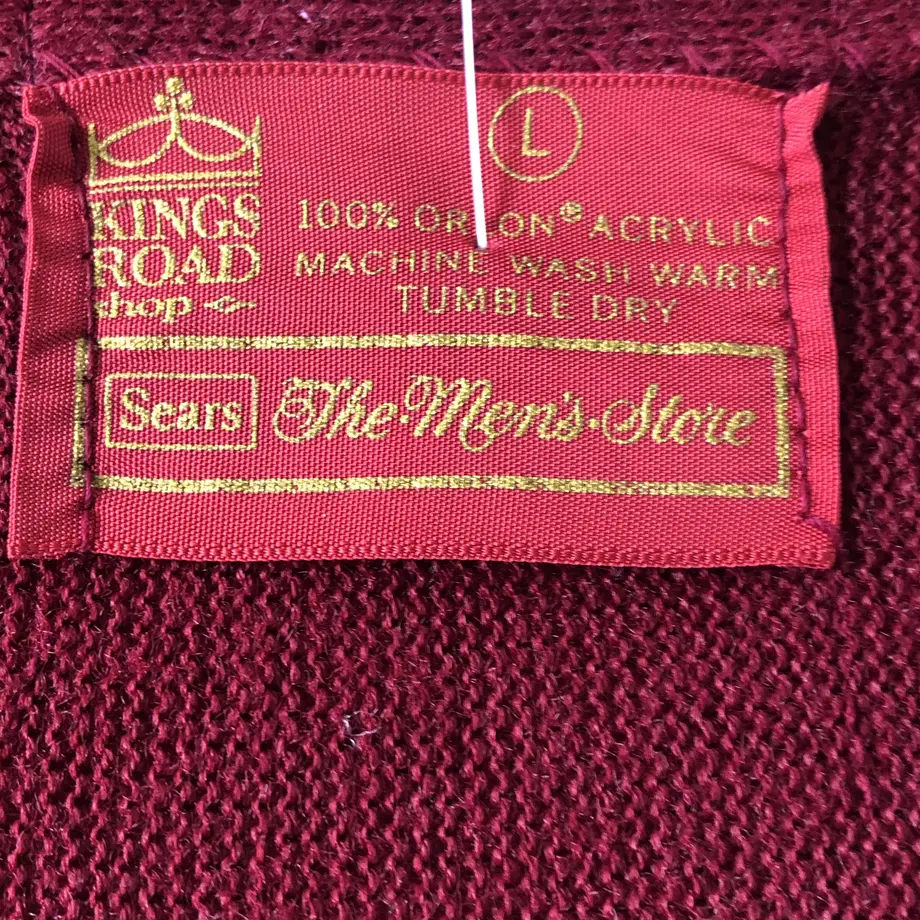 L
KINGS
ROAD
shop
100% ORLON® ACRYLIC
MACHINE WASH WARM
TUMBLE DRY
Sears The·Men's·Store